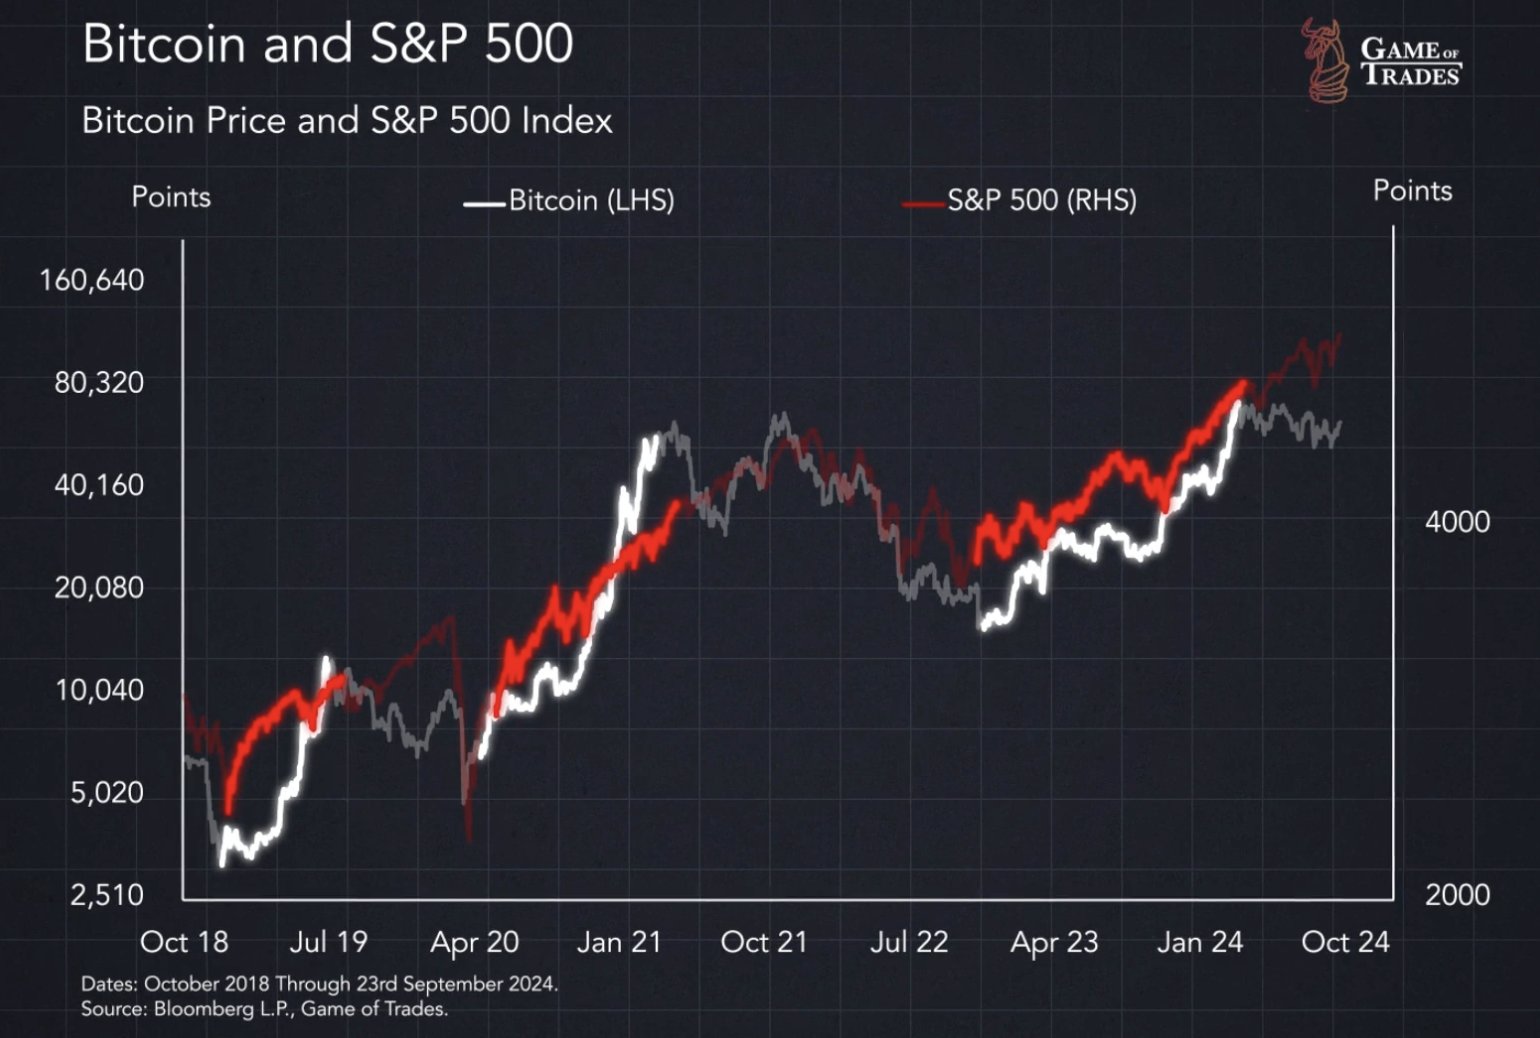 Bitcoin and S&P 500
GAME OF
TRADES
Bitcoin Price and S&P 500 Index
Points
Bitcoin (LHS)
S&P 500 (RHS)
Points
160,640
80,320
40,160
20,080
10,040
5,020
2,510
4000
2000
Oct 18
Jul 19
Apr 20
Jan 21
Oct 21
Jul 22
Apr 23
Jan 24
Oct 24
Dates: October 2018 Through 23rd September 2024.
Source: Bloomberg L.P., Game of Trades.